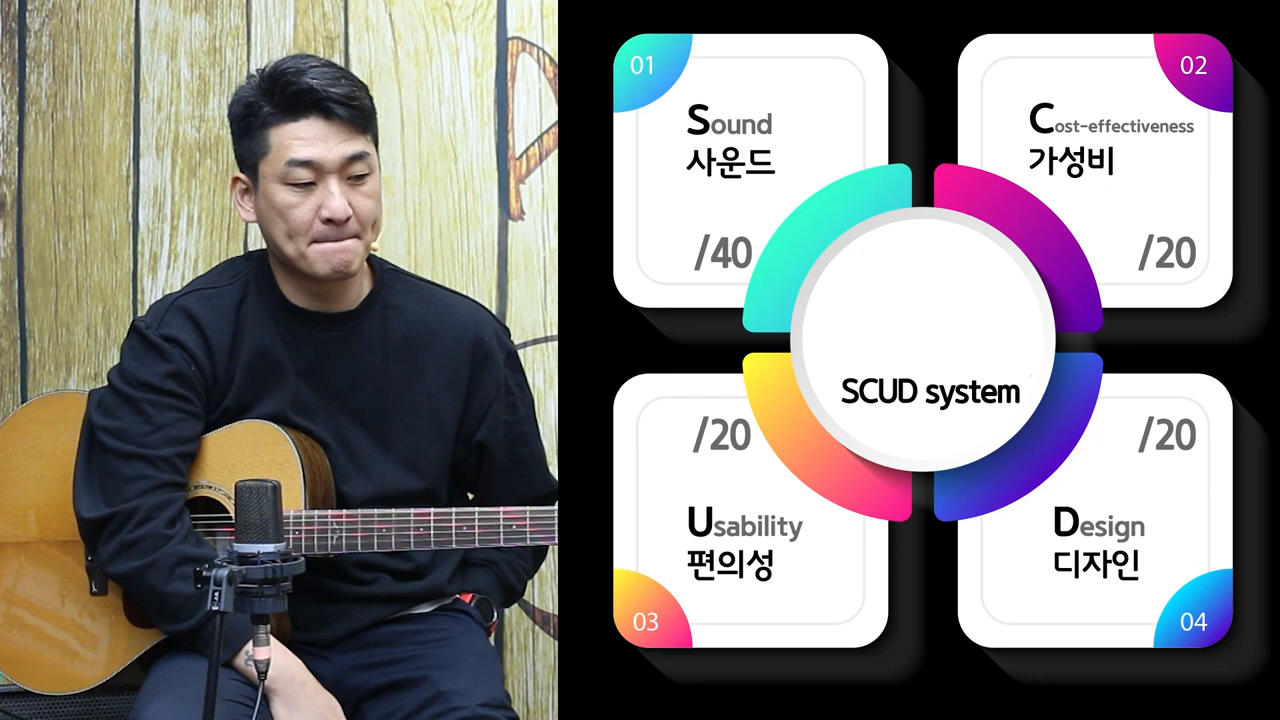 01
Sound
사운드
/40
02
Cost-effectiveness
가성비
/20
SCUD system
/20
Usability
편의성
03
/20
Design
디자인
04